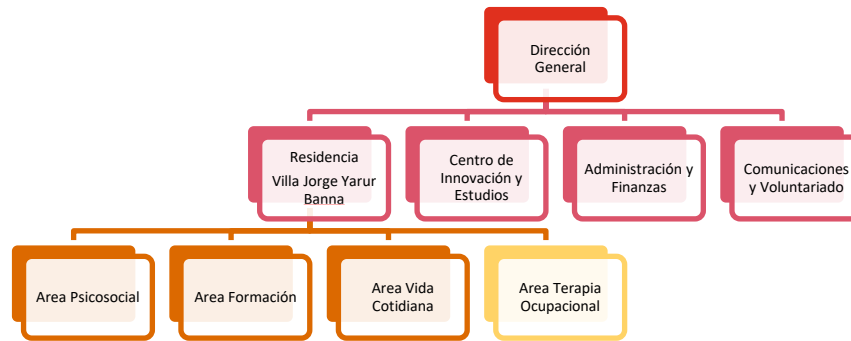 Dirección
General
Residencia
Villa Jorge Yarur
Banna
Centro de
Innovación y
Estudios
Administración y
Finanzas
Comunicaciones
y Voluntariado
Area Psicosocial
Area Formación
Area Vida
Cotidiana
Area Terapia
Ocupacional